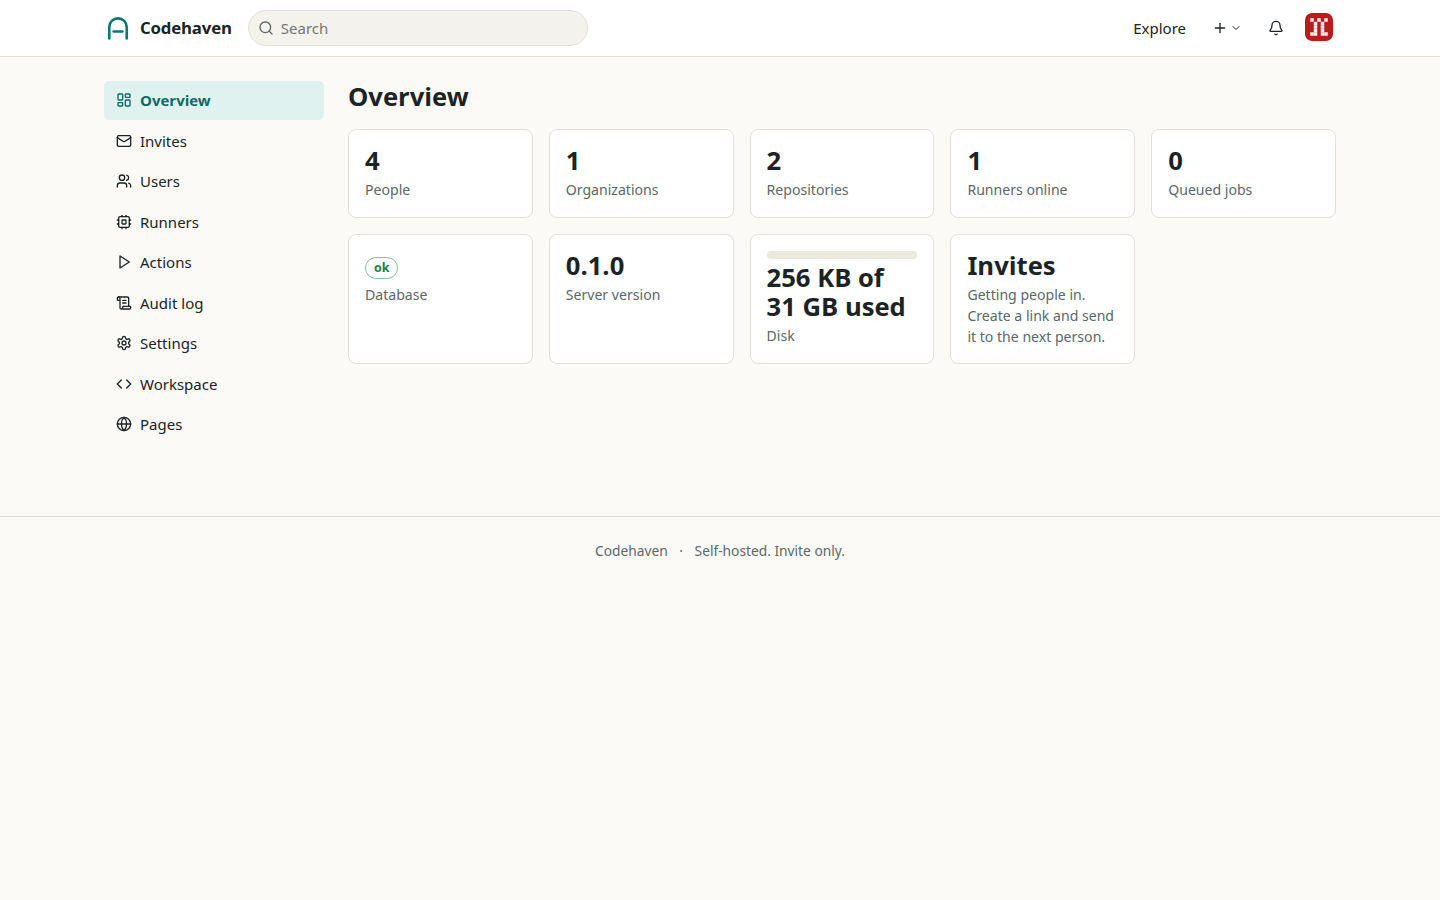 Codehaven
Search
Explore
Overview
Invites
Users
Runners
Actions
Audit log
Settings
Workspace
Pages
Overview
4
People
1
Organizations
2
Repositories
1
Runners online
0
Queued jobs
ok
Database
0.1.0
Server version
256 KB of
31 GB used
Disk
Invites
Getting people in.
Create a link and send
it to the next person.
Codehaven · Self-hosted. Invite only.